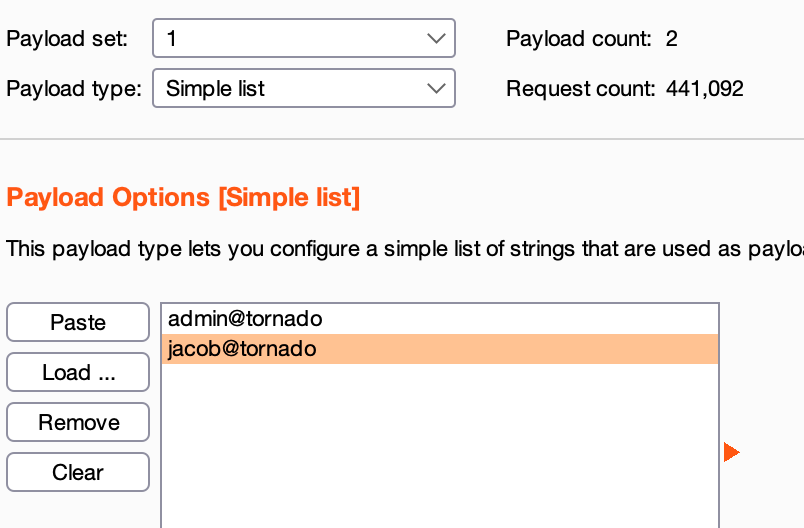 Payload set: 1 Payload count: 2
Payload type: Simple list Request count: 441,092
Payload Options [Simple list]
This payload type lets you configure a simple list of strings that are used as
Paste
admin@tornado
jacob@tornado
Load ...
Remove
Clear